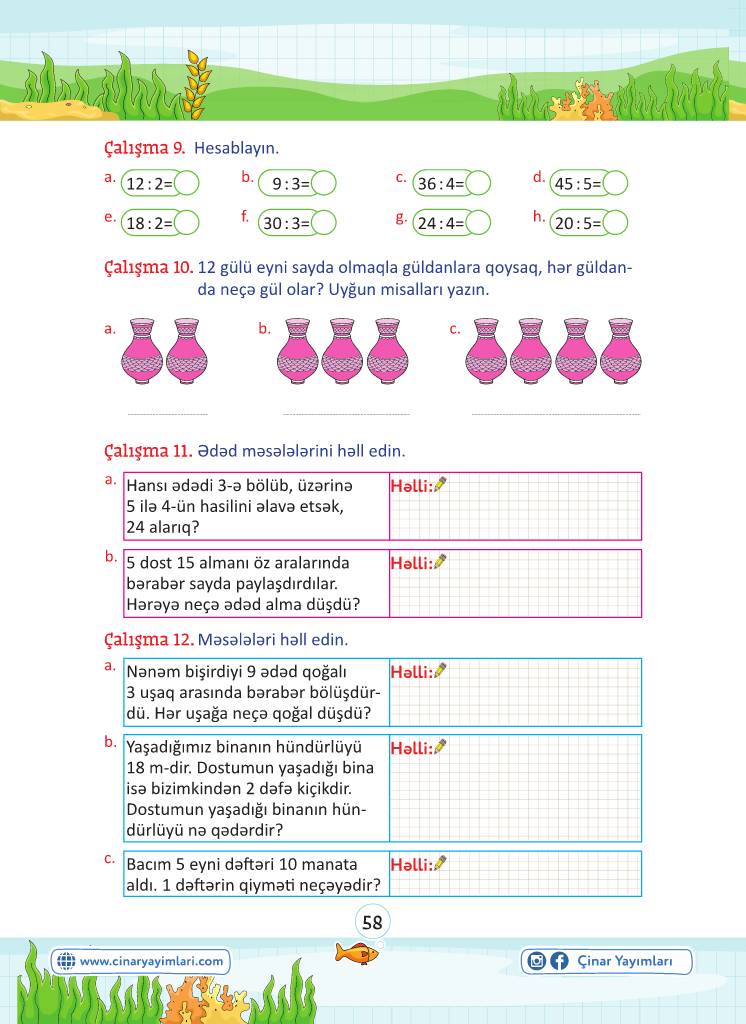 Çalışma 9. Hesablayın.
a. 12 : 2= b. 9 : 3= c. 36 : 4= d. 45 : 5=
e. 18 : 2= f. 30 : 3= g. 24 : 4= h. 20 : 5=
Çalışma 10. 12 gülü eyni sayda olmaqla güldanlara qoysaq, hər güldan-
da neçə gül olar? Uyğun misalları yazın.
a. b. c.
Çalışma 11. Ədəd məsələlərini həll edin.
a. Hansı ədədi 3-ə bölüb, üzərinə
5 ilə 4-ün hasilini əlavə etsək,
24 alarıq?
Həlli:
b. 5 dost 15 almanı öz aralarında
bərabər sayda paylaşdırdılar.
Hərəyə neçə ədəd alma düşdü?
Həlli:
Çalışma 12. Məsələləri həll edin.
a. Nənəm bişirdiyi 9 ədəd qoğalı
3 uşaq arasında bərabər bölüşdür-
dü. Hər uşağa neçə qoğal düşdü?
Həlli:
b. Yaşadığımız binanın hündürlüyü
18 m-dir. Dostumun yaşadığı bina
isə bizimkindən 2 dəfə kiçikdir.
Dostumun yaşadığı binanın hün-
dürlüyü nə qədərdir?
Həlli:
c. Bacım 5 eyni dəftəri 10 manata
aldı. 1 dəftərin qiyməti neçəyədir?
Həlli:
58
www.cinaryayimlari.com
Çinar Yayımları